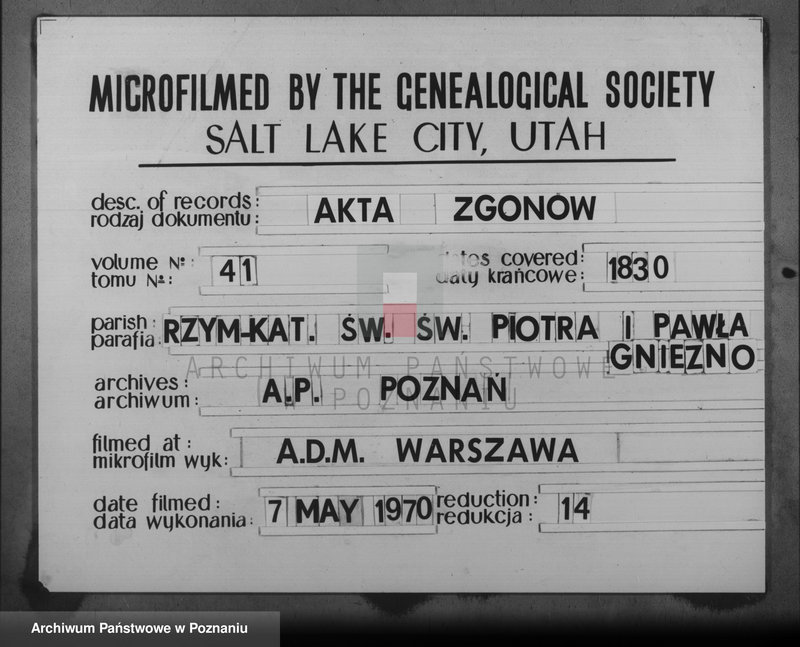 MICROFILMED BY THE GENEALOGICAL SOCIETY
SALT LAKE CITY, UTAH
desc. of records: AKTA ZGONÓW
rodzaj dokumentu:
volume №: 41
tomu №:
dates covered: 1830
daty krańcowe:
parish: RZYM-KAT. ŚW. ŚW. PIOTRA I PAWŁA
parafia: GNIEZNO
ARCHIWUM PAŃSTWOWE
W POZNANIU
archives: A.P. POZNAŃ
archiwum:
filmed at: A.D.M. WARSZAWA
mikrofilm wyk:
date filmed: 7 MAY 1970 reduction: 14
data wykonania: redukcja:
Archiwum Państwowe w Poznaniu